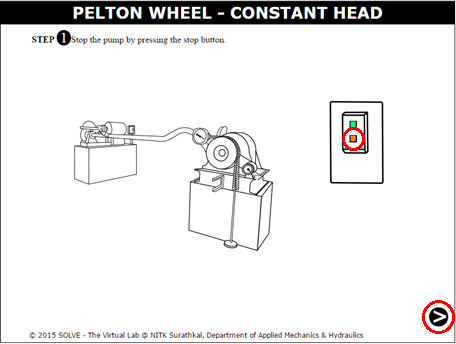 PELTON WHEEL – CONSTANT HEAD
STEP 1 Stop the pump by pressing the stop button.
© 2015 SOLVE - The Virtual Lab @ NITK Surathkal, Department of Applied Mechanics & Hydraulics